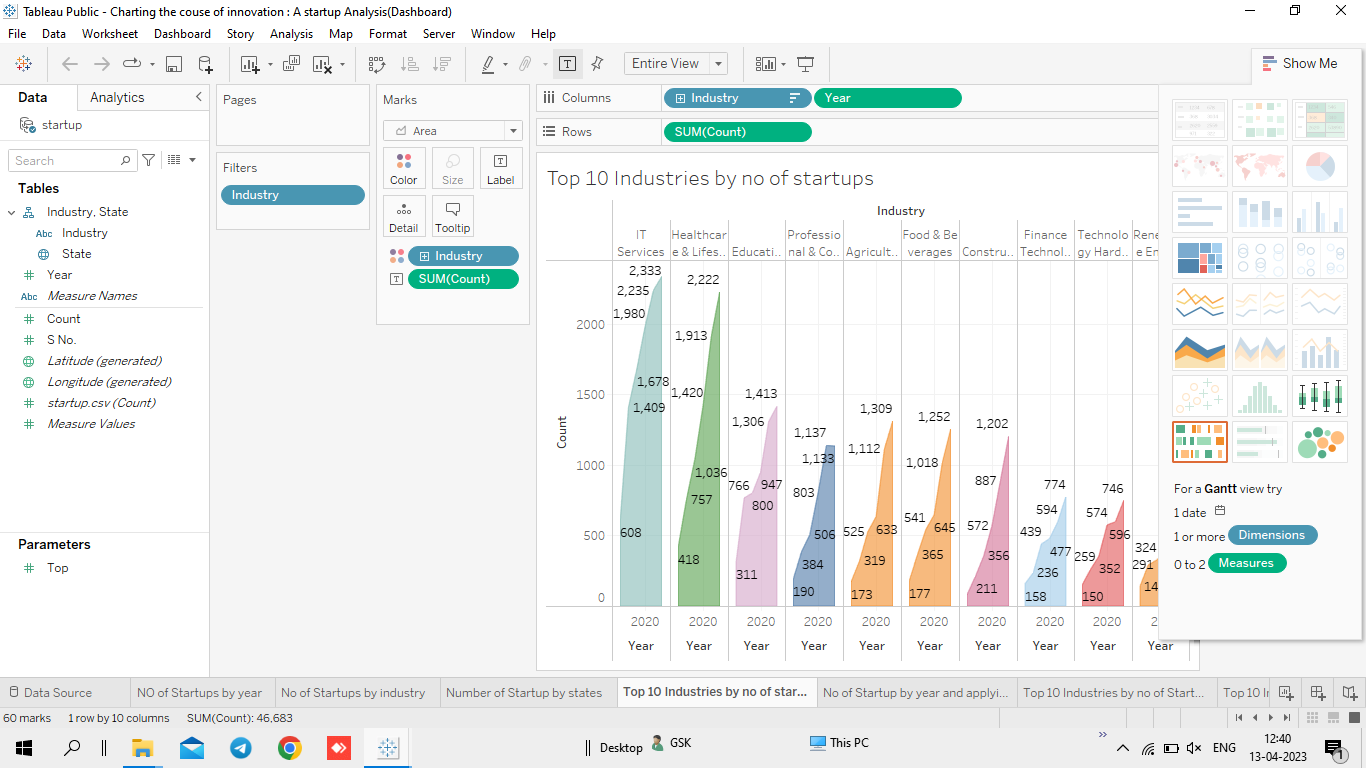 Tableau Public - Charting the couse of innovation : A startup Analysis(Dashboard)
File Data Worksheet Dashboard Story Analysis Map Format Server Window Help
Entire View
Show Me
Data Analytics
startup
Search
Tables
Industry, State
Abc Industry
State
Year
Abc Measure Names
Count
S No.
Latitude (generated)
Longitude (generated)
startup.csv (Count)
Measure Values
Parameters
Top
Pages
Filters
Industry
Marks
Area
Color Size Label
Detail Tooltip
Industry
SUM(Count)
Columns Industry Year
Rows SUM(Count)
Top 10 Industries by no of startups
Industry
IT Services
Healthcar e & Lifes..
Educati..
Professio nal & Co..
Agricult..
Food & Be verages
Constru..
Finance Technol..
Technolo gy Hard..
Rene e En
Count
2000
1500
1000
500
0
2,333
2,235
1,980
1,678
1,409
608
2,222
1,913
1,420
1,036
757
418
1,413
1,306
947
766
800
311
1,137
1,133
803
506
384
190
1,309
1,112
525
633
319
173
1,252
1,018
541
645
365
177
1,202
887
572
356
211
774
594
439
477
236
158
746
574
596
259
352
150
324
291
14
2020 2020 2020 2020 2020 2020 2020 2020 2020 20
Year Year Year Year Year Year Year Year Year Year
For a Gantt view try
1 date
1 or more Dimensions
0 to 2 Measures
Data Source NO of Startups by year No of Startups by industry Number of Startup by states Top 10 Industries by no of star... No of Startup by year and applyi... Top 10 Industries by no of Start... Top 10 I
60 marks 1 row by 10 columns SUM(Count): 46,683
Desktop GSK This PC ENG 12:40
13-04-2023 1